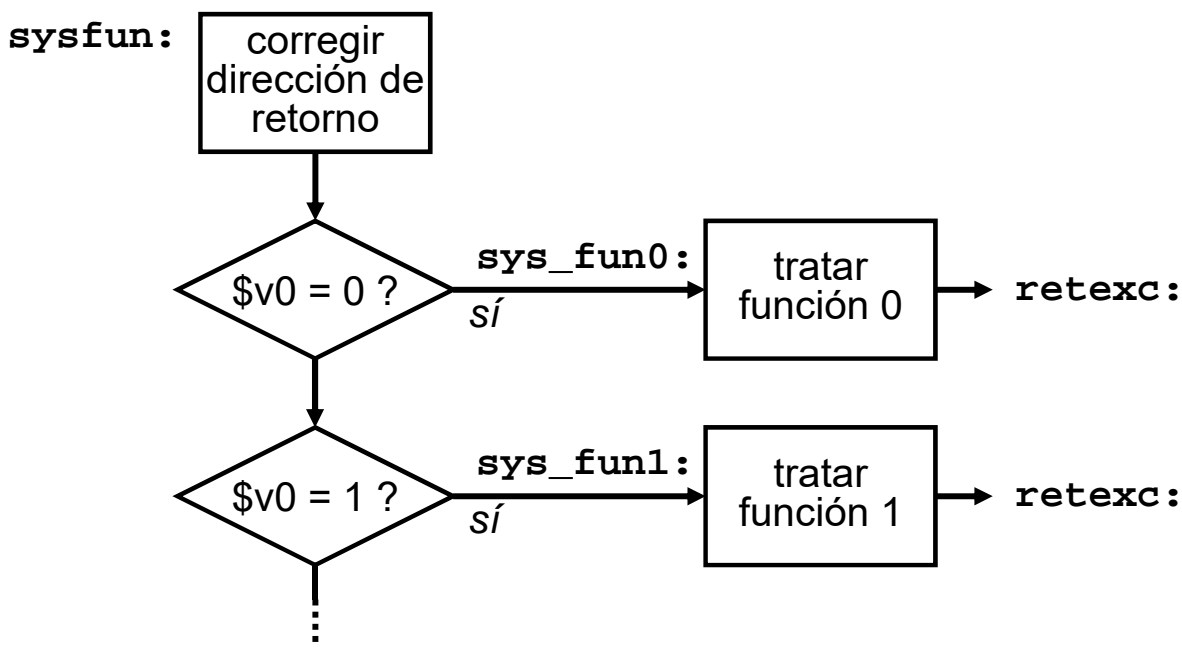 sysfun:
corregir
dirección de
retorno
$v0 = 0 ?
sí
sys_fun0:
tratar
función 0
retexc:
$v0 = 1 ?
sí
sys_fun1:
tratar
función 1
retexc: